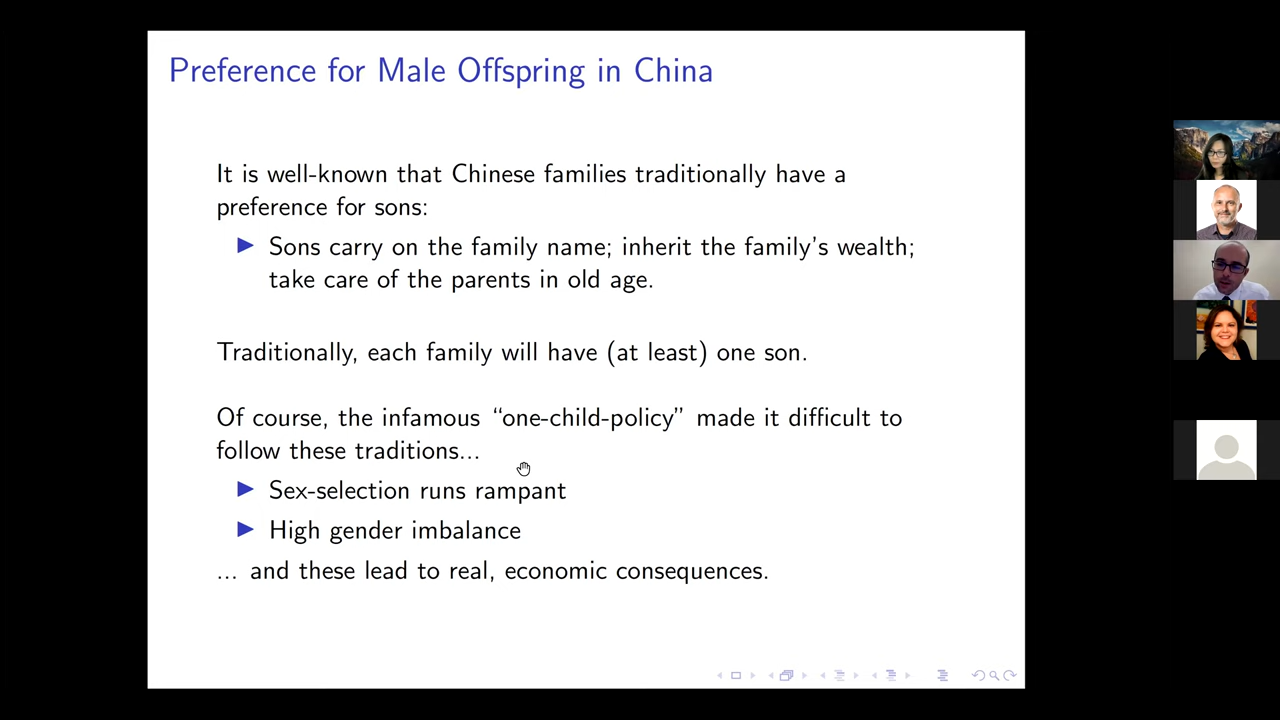 Preference for Male Offspring in China
It is well-known that Chinese families traditionally have a
preference for sons:
Sons carry on the family name; inherit the family's wealth;
take care of the parents in old age.
Traditionally, each family will have (at least) one son.
Of course, the infamous “one-child-policy” made it difficult to
follow these traditions...
Sex-selection runs rampant
High gender imbalance
... and these lead to real, economic consequences.